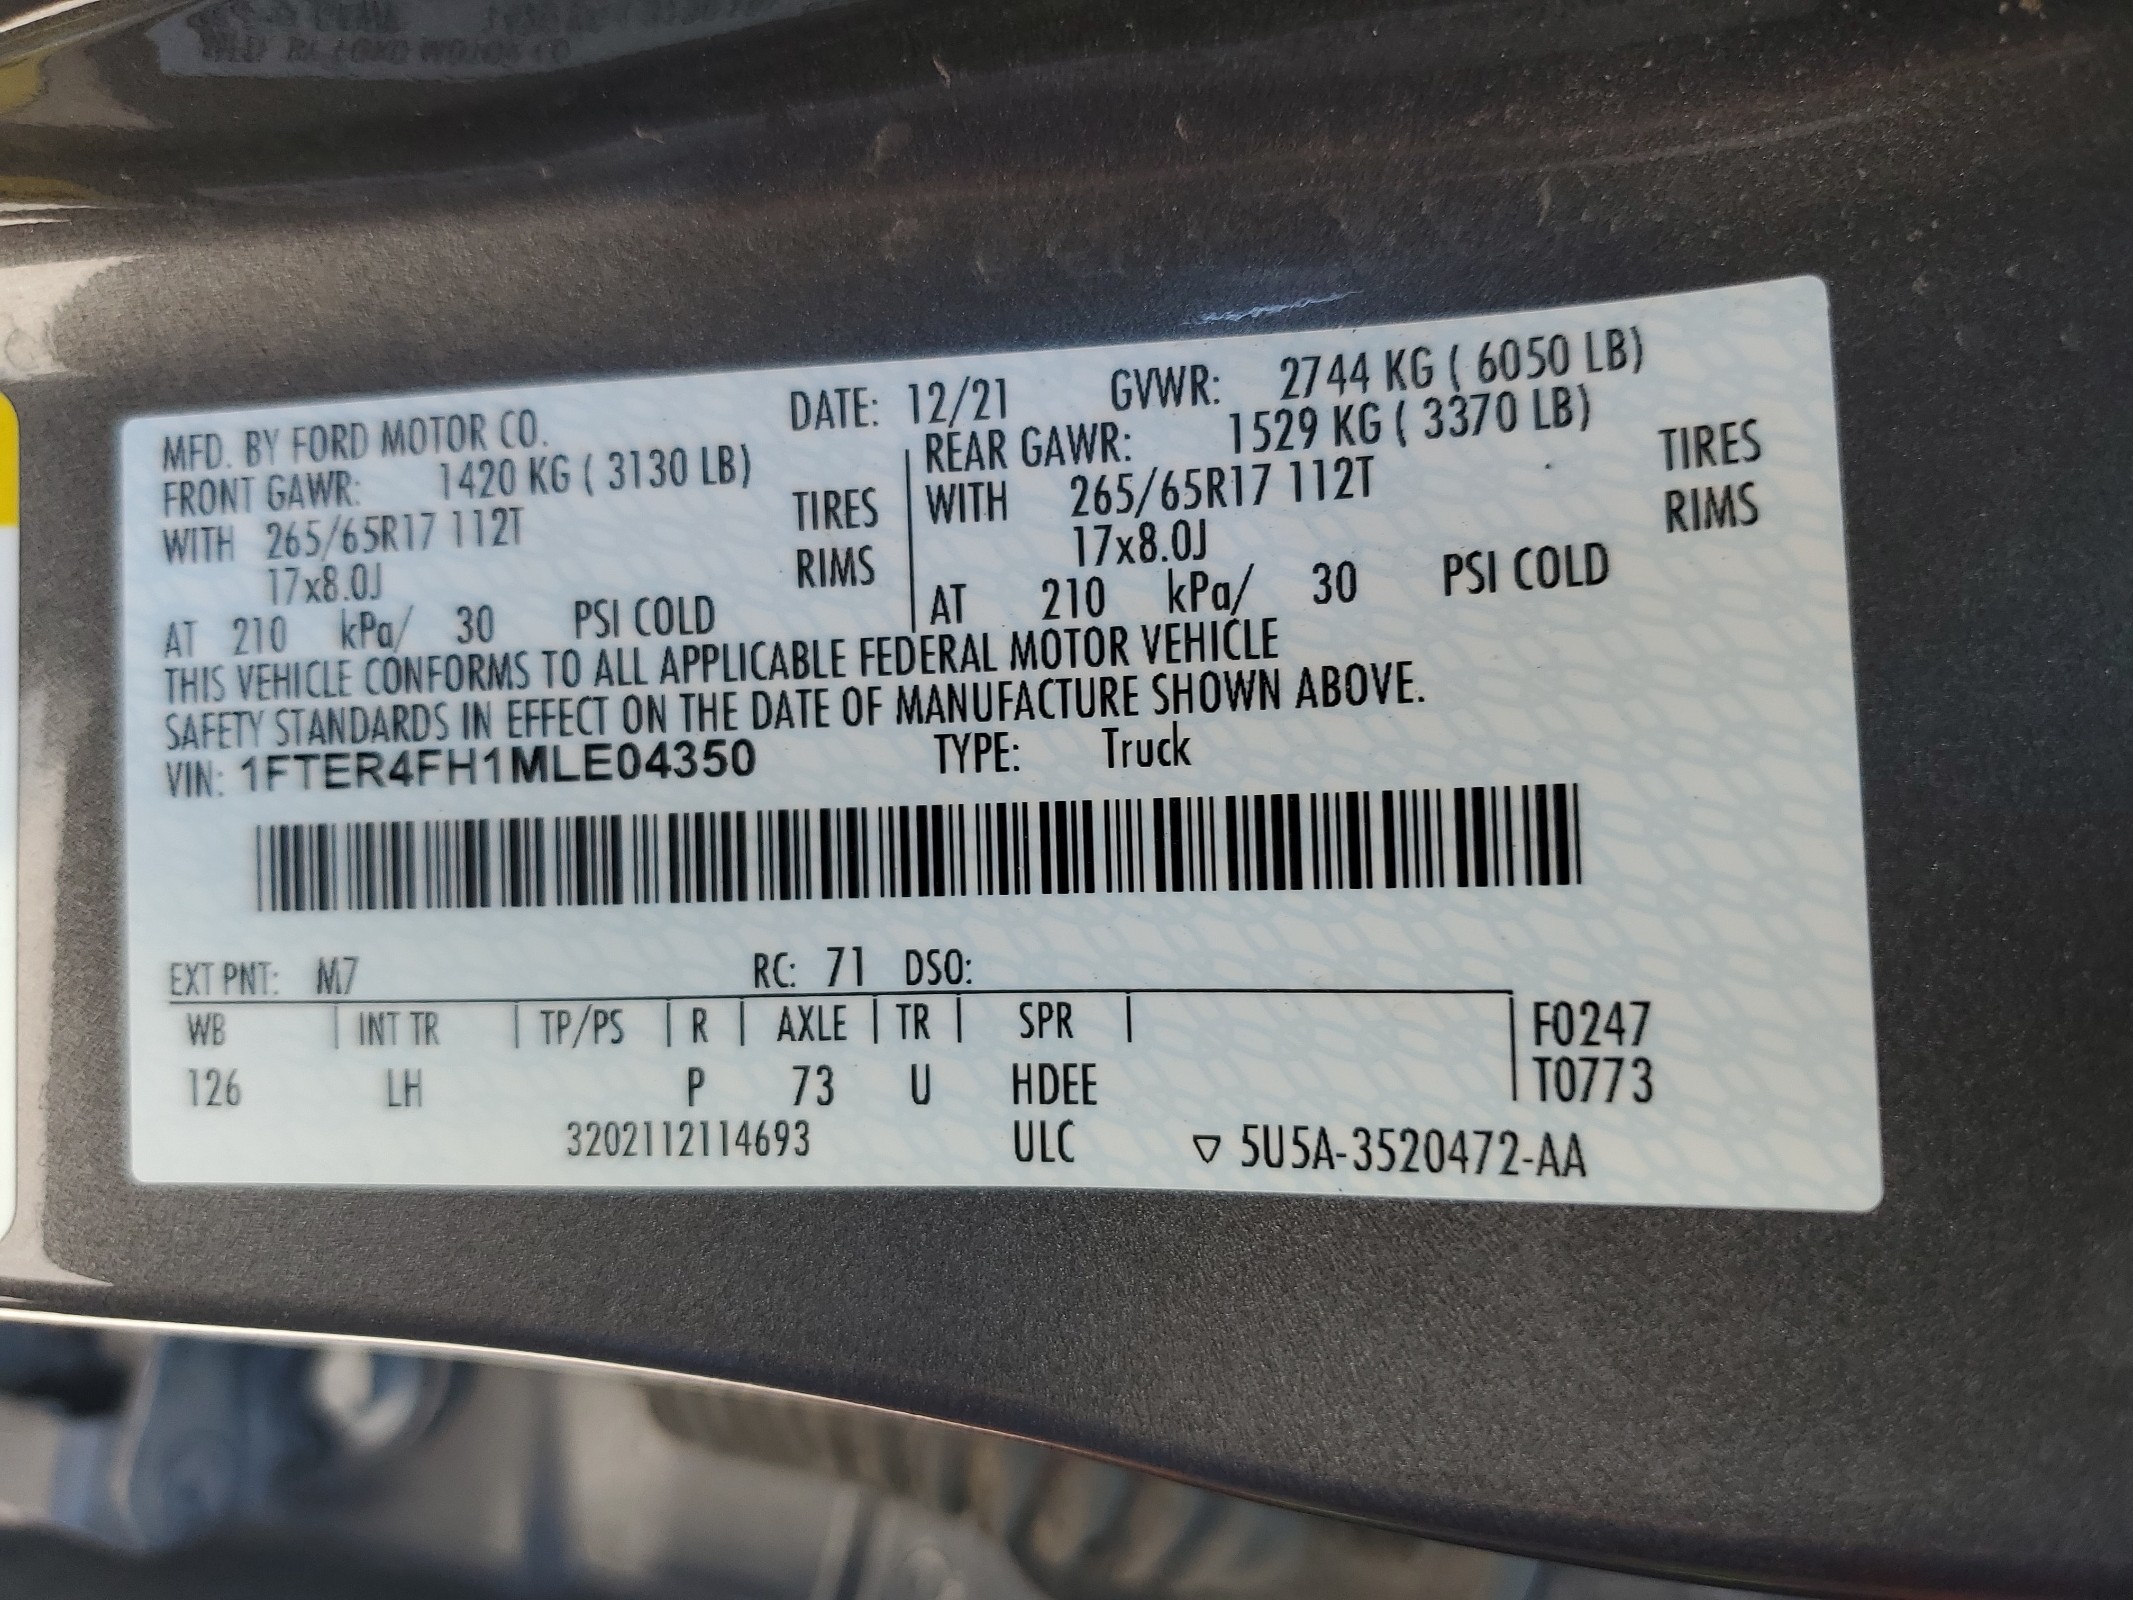 MFD. BY FORD MOTOR CO. DATE: 12/21 GVWR: 2744 KG ( 6050 LB)
FRONT GAWR: 1420 KG ( 3130 LB) REAR GAWR: 1529 KG ( 3370 LB)
WITH 265/65R17 112T TIRES WITH 265/65R17 112T TIRES
17x8.0J RIMS 17x8.0J RIMS
AT 210 kPa/ 30 PSI COLD AT 210 kPa/ 30 PSI COLD
THIS VEHICLE CONFORMS TO ALL APPLICABLE FEDERAL MOTOR VEHICLE
SAFETY STANDARDS IN EFFECT ON THE DATE OF MANUFACTURE SHOWN ABOVE.
VIN: 1FTER4FH1MLE04350 TYPE: Truck
EXT PNT: M7 RC: 71 DSO:
WB | INT TR | TP/PS | R | AXLE | TR | SPR | F0247
126 LH P 73 U HDEE T0773
3202112114693 ULC ▽ 5U5A-3520472-AA